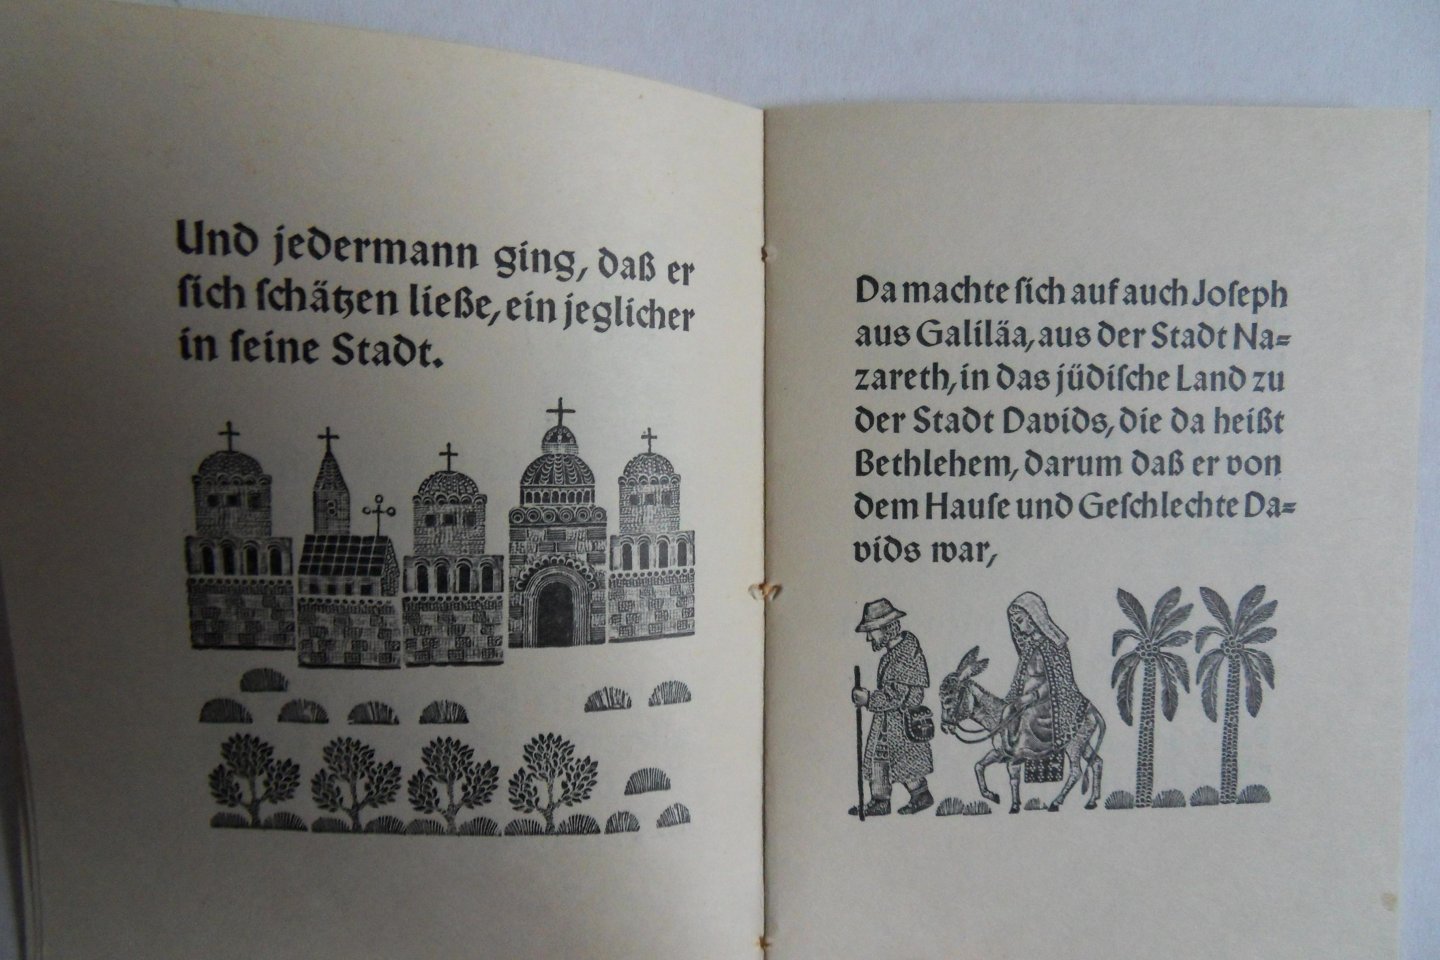 Und jedermann ging, daß er
ſich ſchätzen ließe, ein jeglicher
in ſeine Stadt.
Da machte ſich auf auch Joſeph
aus Galiläa, aus der Stadt Na=
zareth, in das jüdiſche Land zu
der Stadt Davids, die da heißt
Bethlehem, darum daß er von
dem Hauſe und Geſchlechte Da=
vids war,